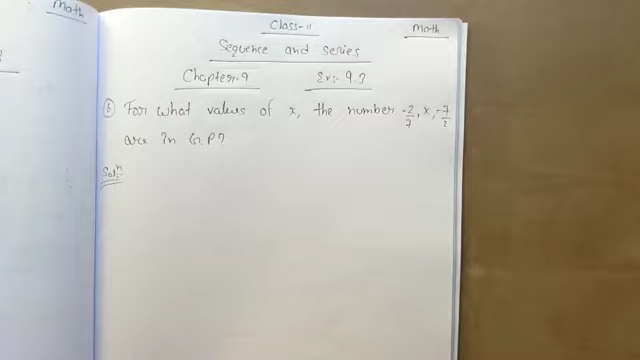 Math
Class-11
Math
Sequence and series
Chapter-9 Ex:- 9.3
⑥ For what values of x, the number -2/7, x, -7/2
are in G.P?
Solⁿ: